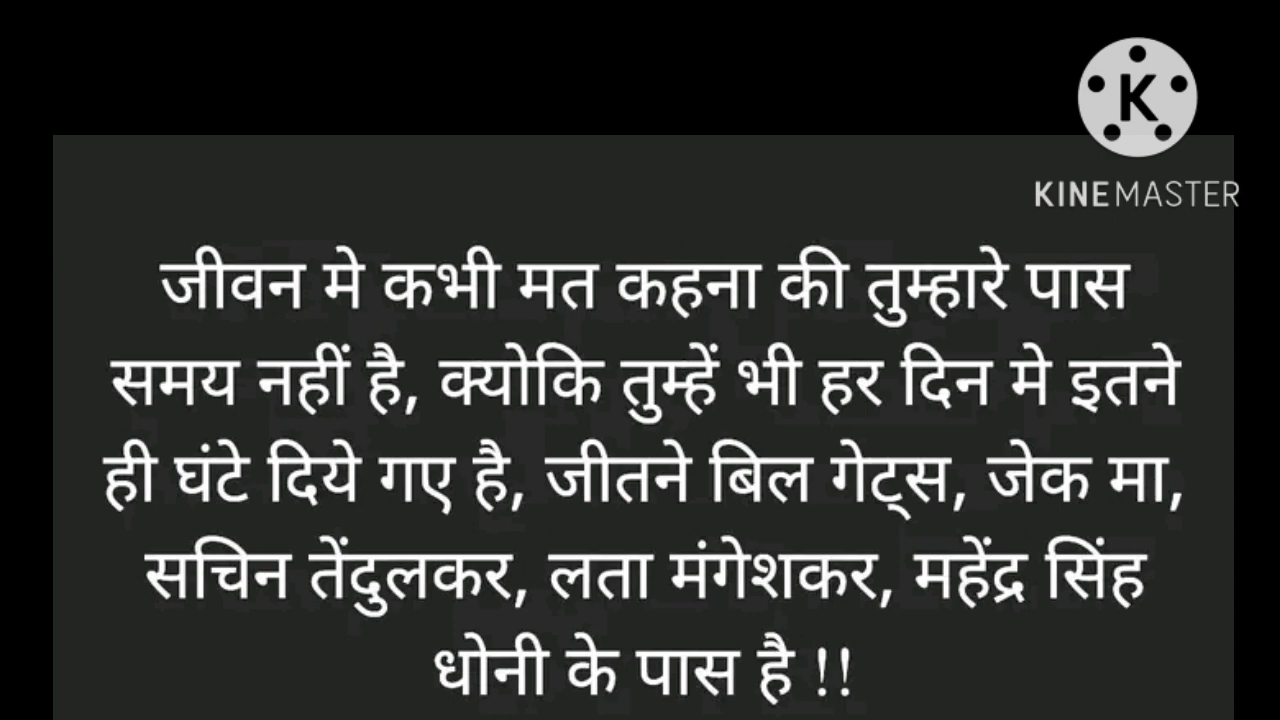 KINEMASTER
जीवन मे कभी मत कहना की तुम्हारे पास
समय नहीं है, क्योकि तुम्हें भी हर दिन मे इतने
ही घंटे दिये गए है, जीतने बिल गेट्स, जेक मा,
सचिन तेंदुलकर, लता मंगेशकर, महेंद्र सिंह
धोनी के पास है !!